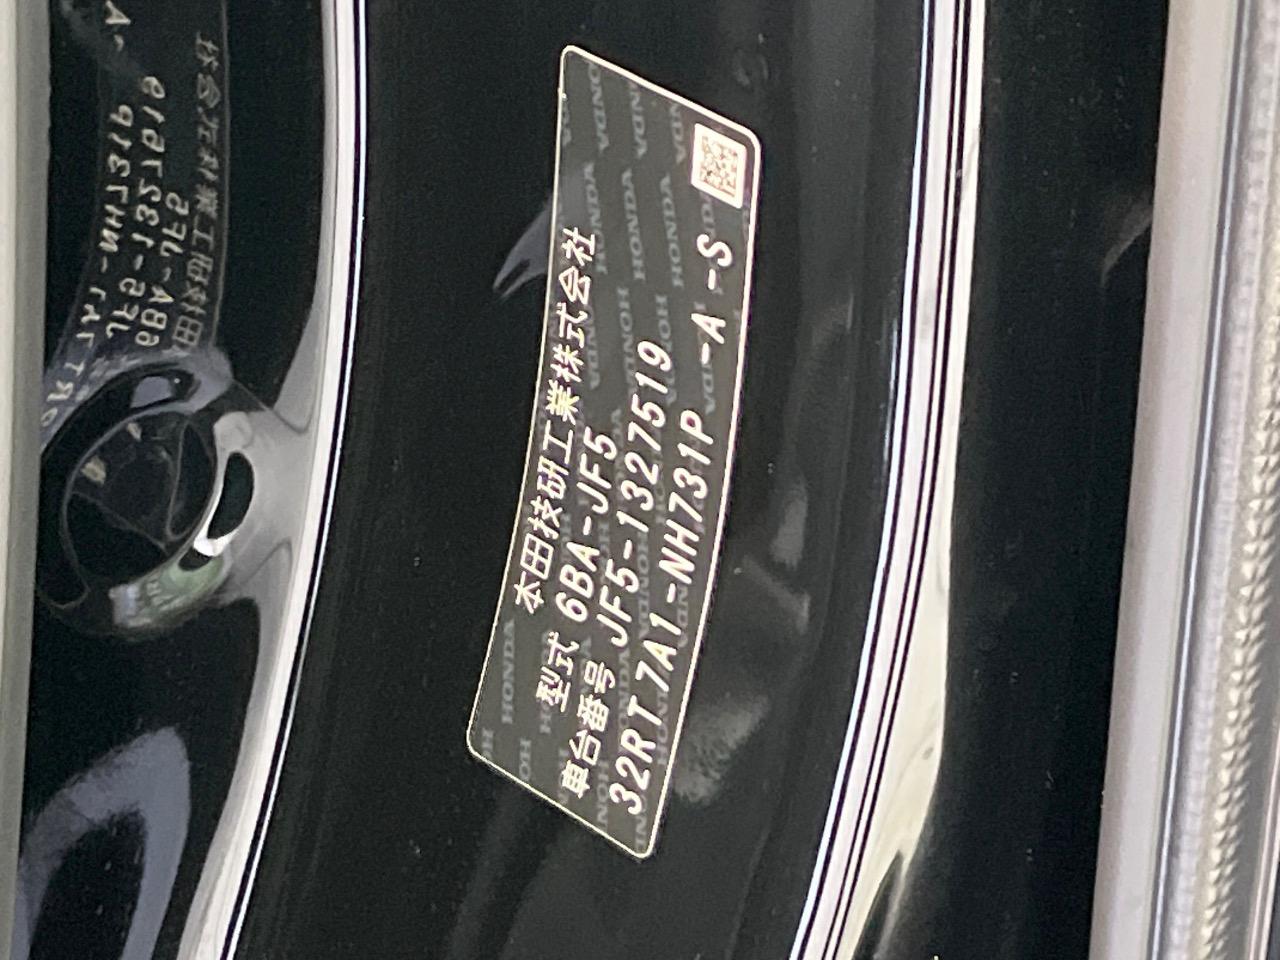 本田技研工業株式会社
型式 6BA-JF5
車台番号 JF5-1327519
32RT7A1-NH731P -A -S
HONDA